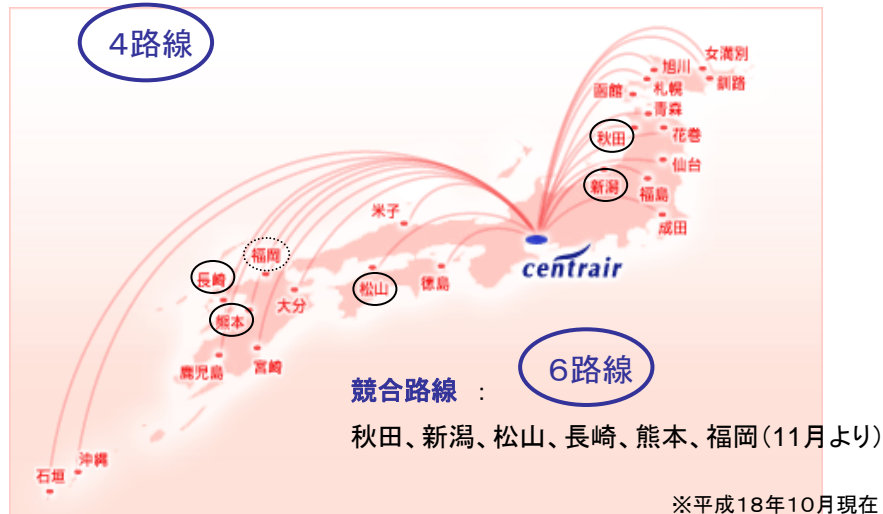 ４路線
女満別
旭川
釧路
札幌
函館
青森
秋田
花巻
仙台
新潟
福島
成田
米子
福岡
長崎
松山
徳島
centrair
大分
熊本
鹿児島
宮崎
６路線
競合路線 ：
秋田、新潟、松山、長崎、熊本、福岡（11月より）
沖縄
石垣
※平成１８年１０月現在